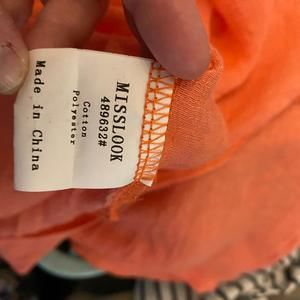 MISSLOOK
489632#
Cotton
Polyester
Made in China